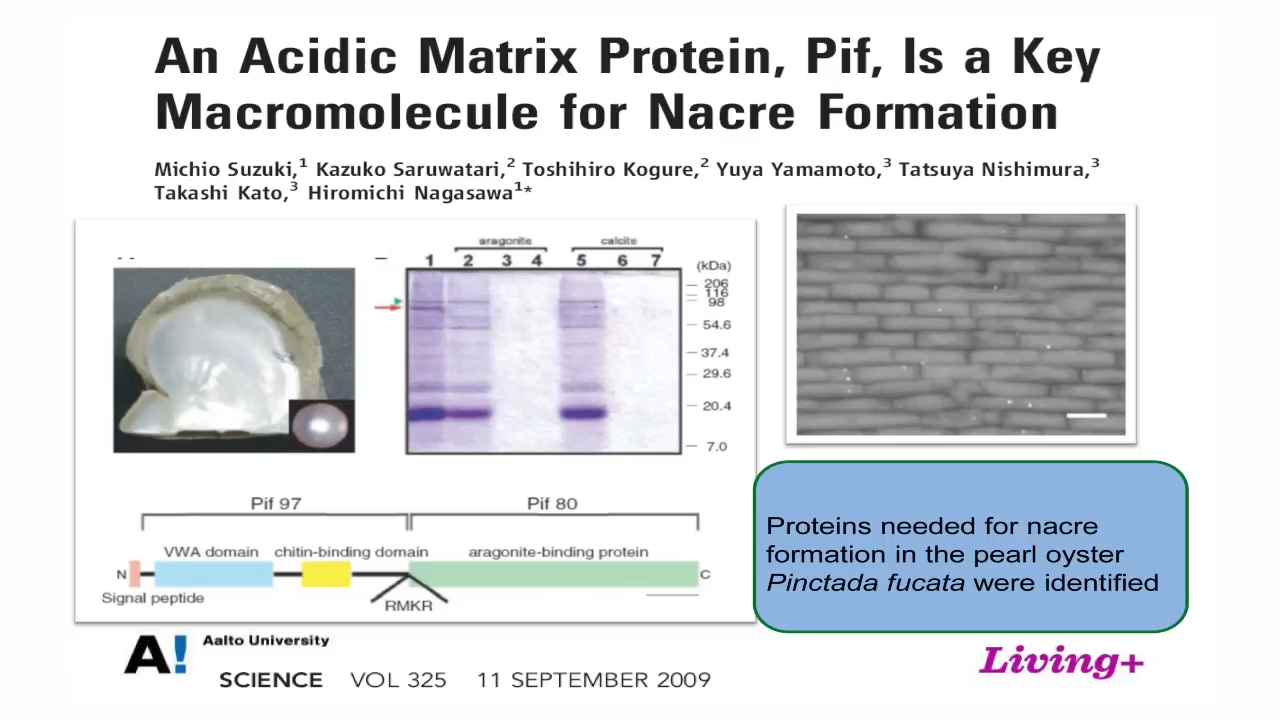 An Acidic Matrix Protein, Pif, Is a Key
Macromolecule for Nacre Formation
Michio Suzuki,1 Kazuko Saruwatari,2 Toshihiro Kogure,2 Yuya Yamamoto,3 Tatsuya Nishimura,3
Takashi Kato,3 Hiromichi Nagasawa1*
aragonite calcite
1 2 3 4 5 6 7 (kDa)
206
116
98
54.6
37.4
29.6
20.4
7.0
Pif 97 Pif 80
VWA domain chitin-binding domain aragonite-binding protein
N C
Signal peptide
RMKR
Proteins needed for nacre
formation in the pearl oyster
Pinctada fucata were identified
A! Aalto University
Living+
SCIENCE VOL 325 11 SEPTEMBER 2009